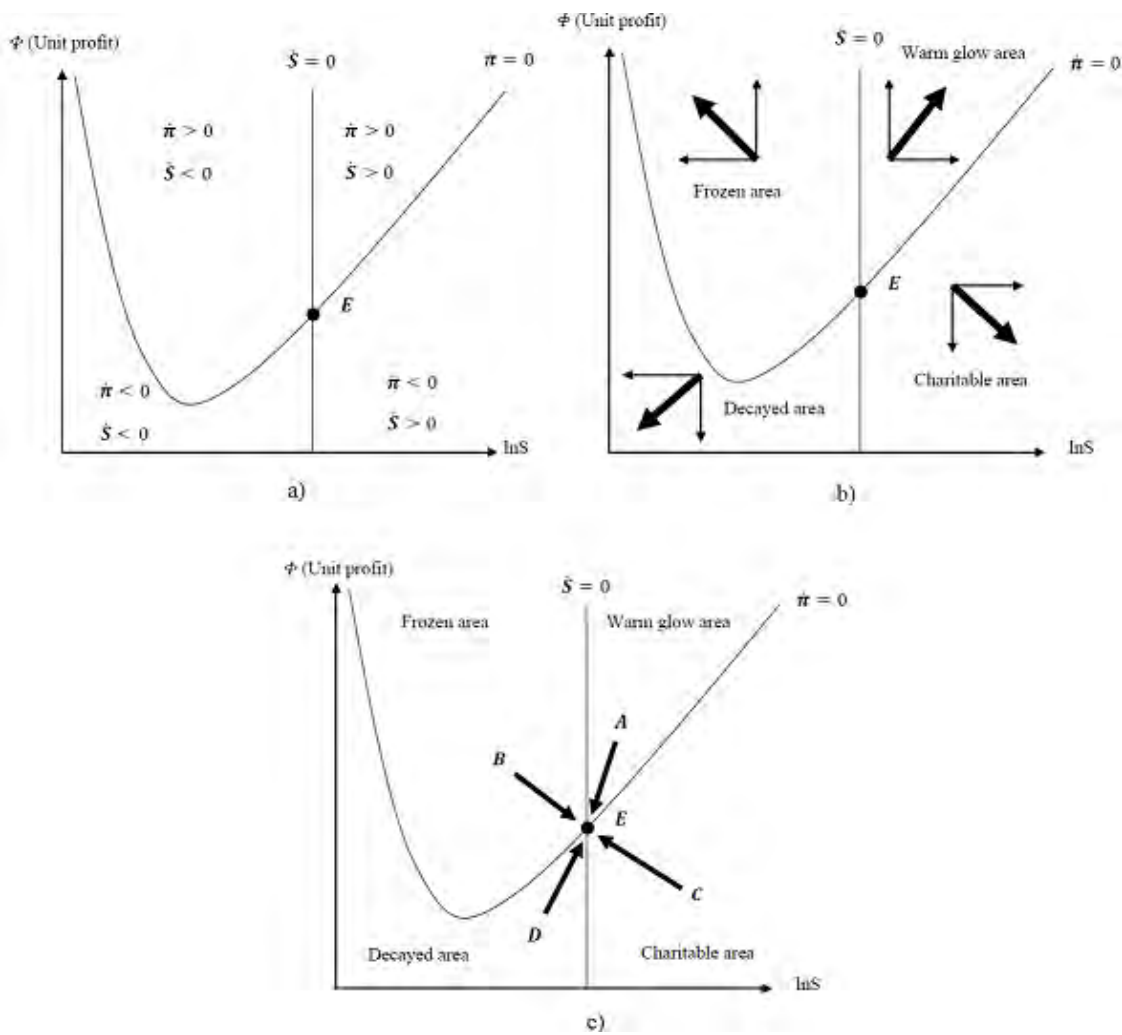 Φ (Unit profit)
Ṡ = 0
π̇ = 0
π̇ > 0
Ṡ < 0
π̇ > 0
Ṡ > 0
E
π̇ < 0
Ṡ < 0
π̇ < 0
Ṡ > 0
lnS
a)
Φ (Unit profit)
Ṡ = 0
Warm glow area
π̇ = 0
Frozen area
E
Charitable area
Decayed area
lnS
b)
Φ (Unit profit)
Ṡ = 0
π̇ = 0
Frozen area
Warm glow area
A
B
E
C
D
Decayed area
Charitable area
lnS
c)